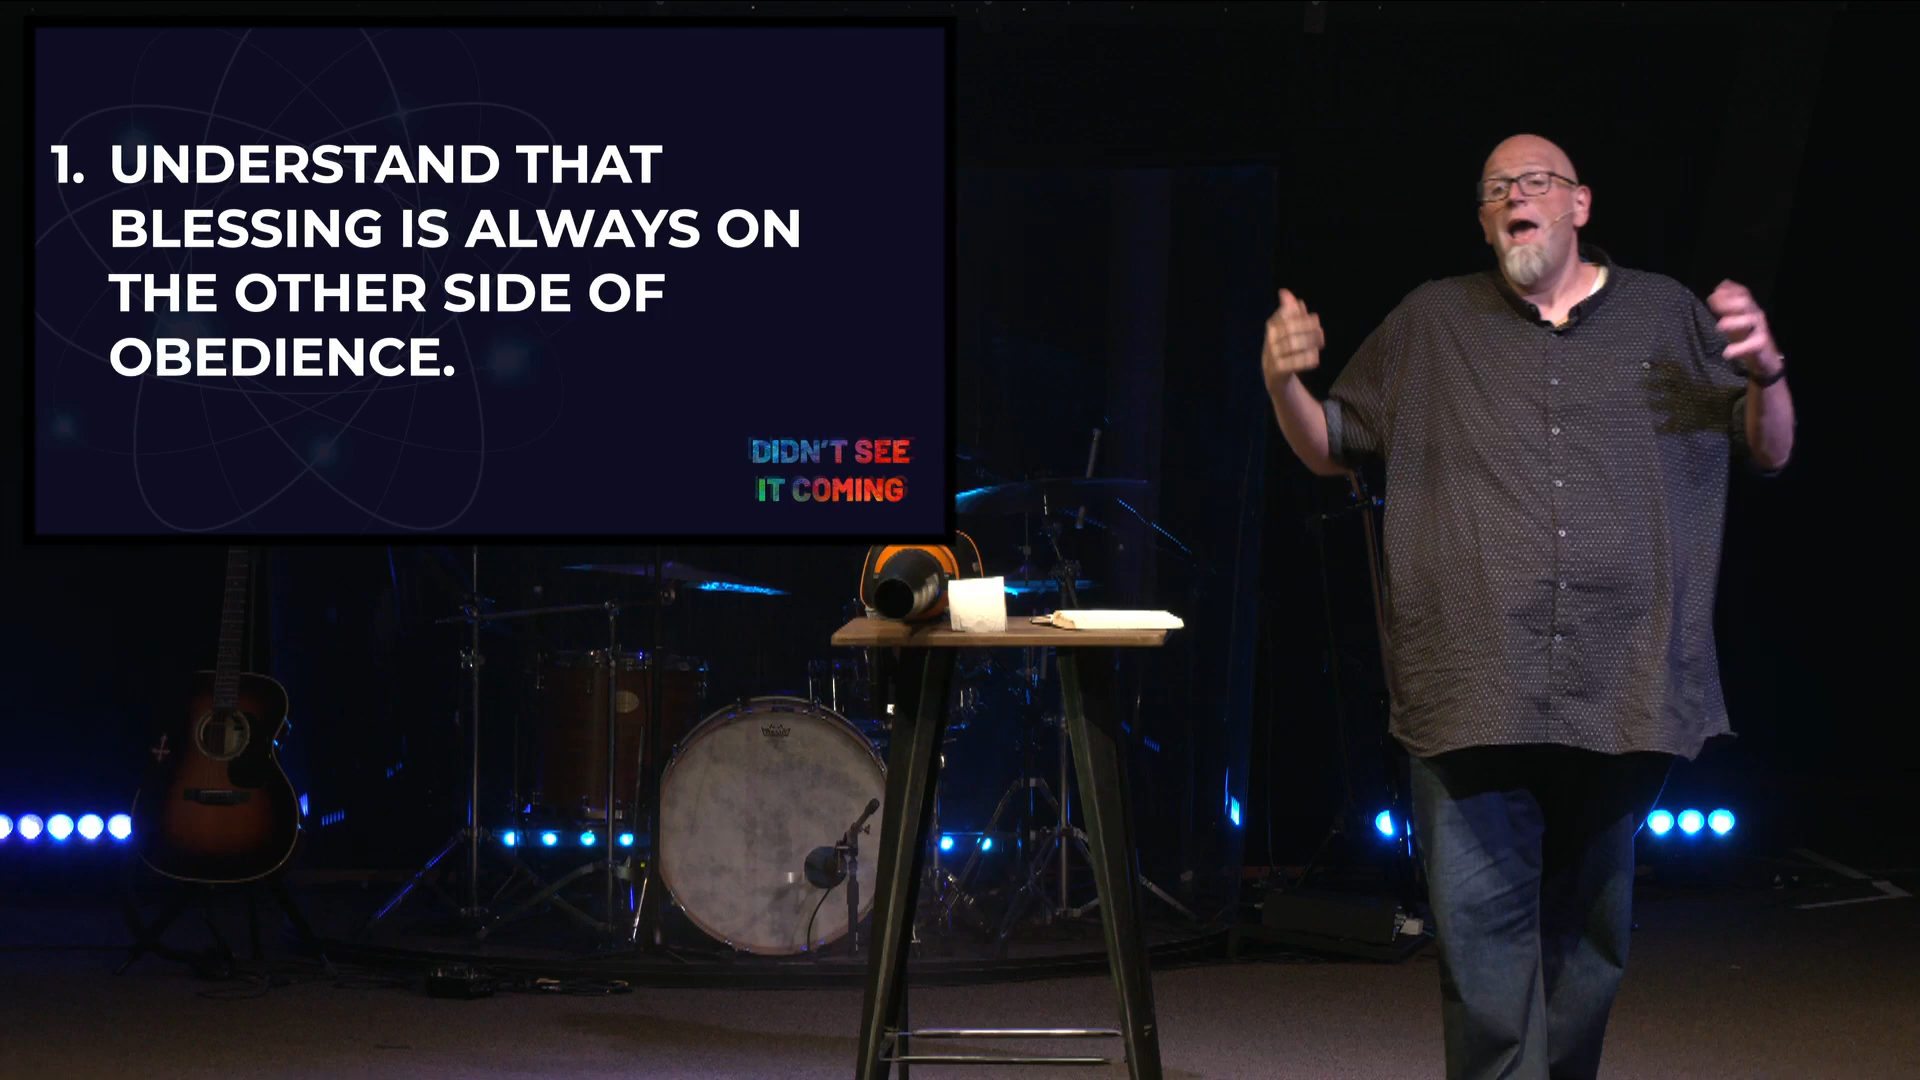 1. UNDERSTAND THAT
BLESSING IS ALWAYS ON
THE OTHER SIDE OF
OBEDIENCE.
DIDN'T SEE
IT COMING